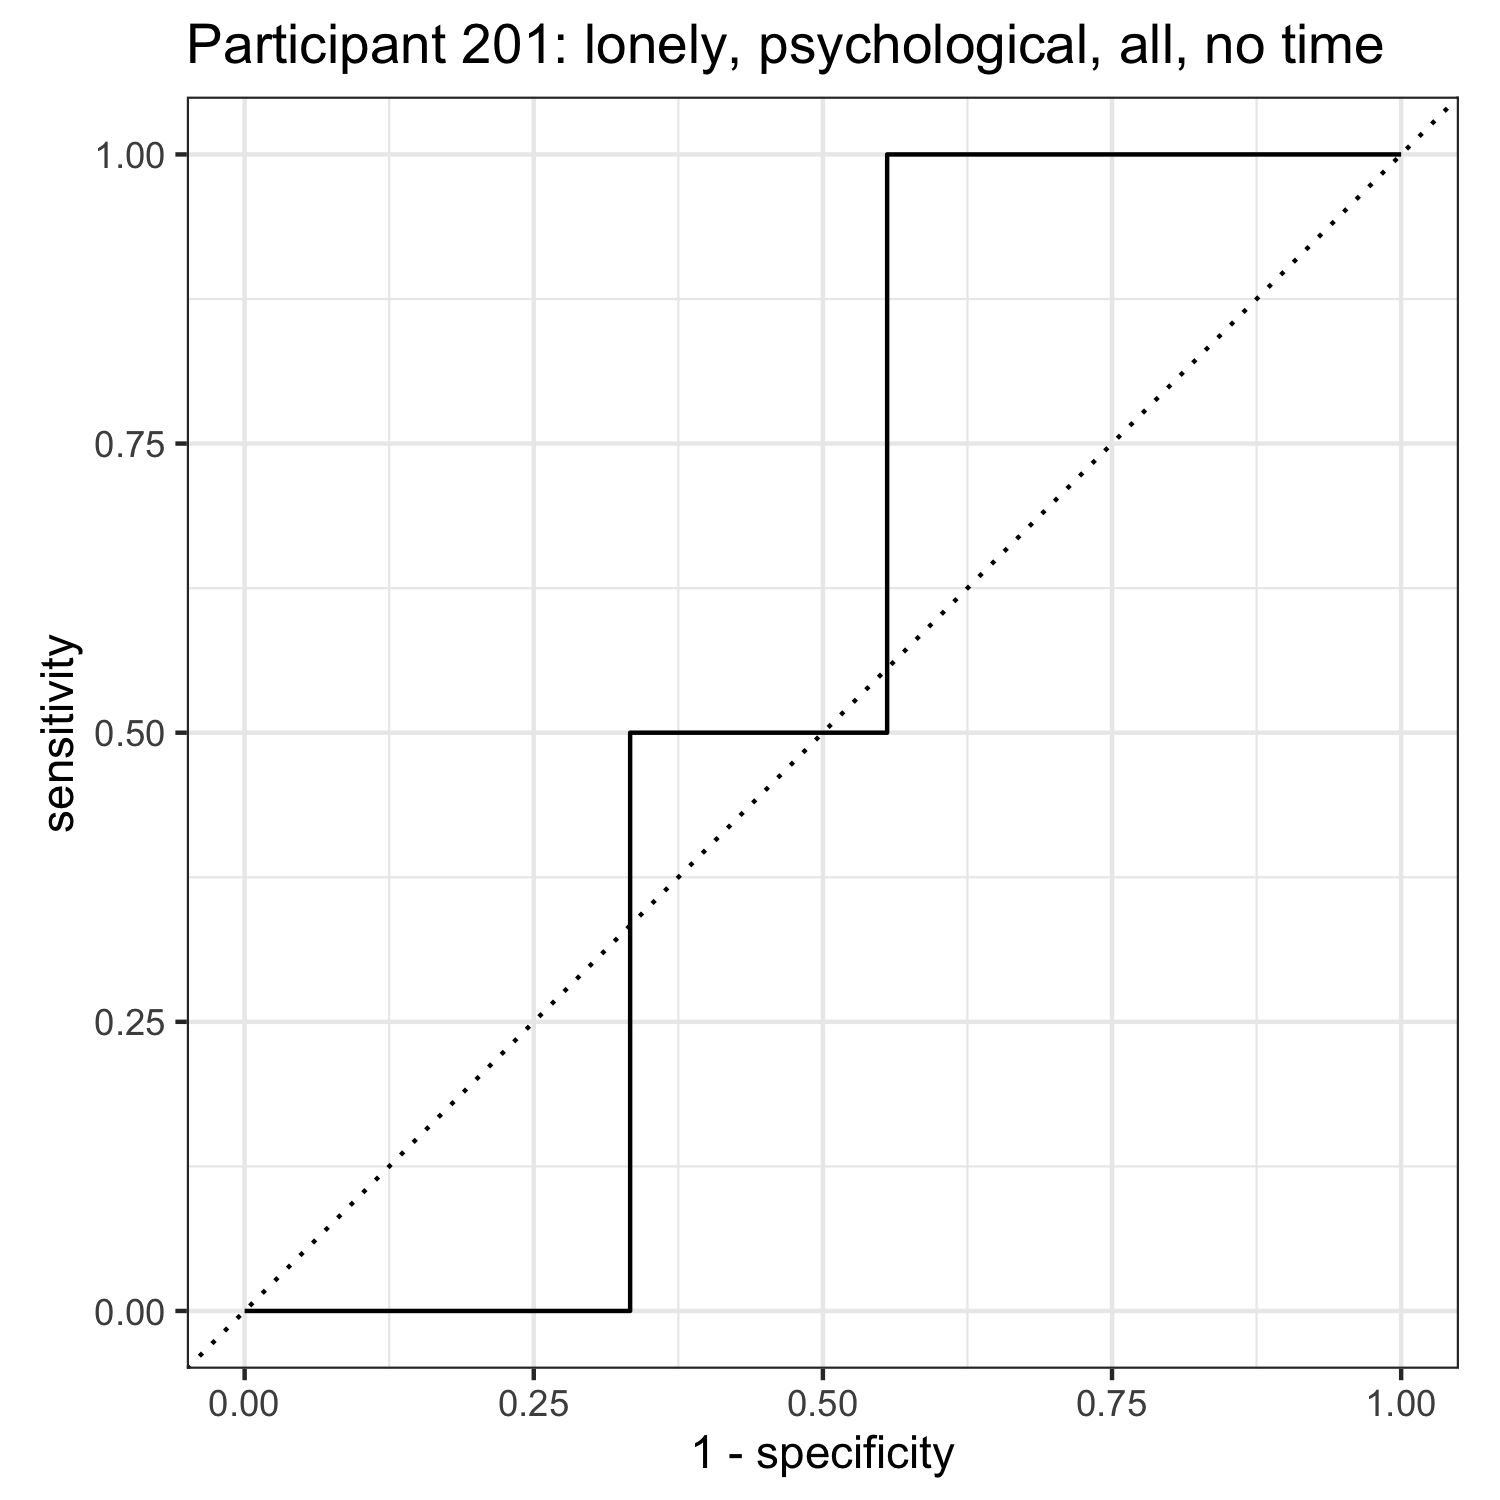 Participant 201: lonely, psychological, all, no time
1.00
0.75
0.50
0.25
0.00
sensitivity
0.00 0.25 0.50 0.75 1.00
1 - specificity